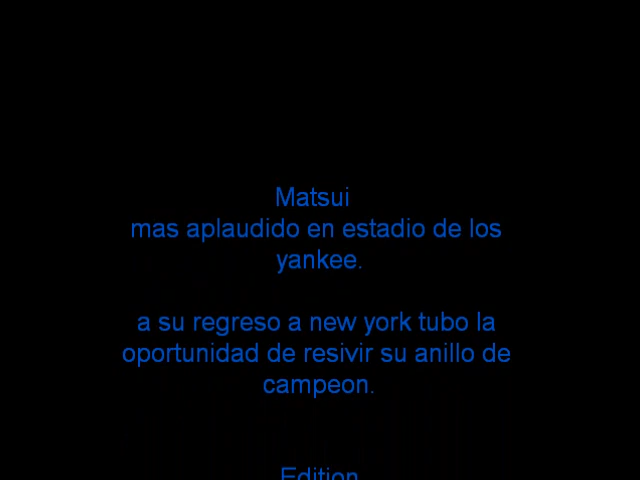 Matsui
mas aplaudido en estadio de los
yankee.
a su regreso a new york tubo la
oportunidad de resivir su anillo de
campeon.
Edition